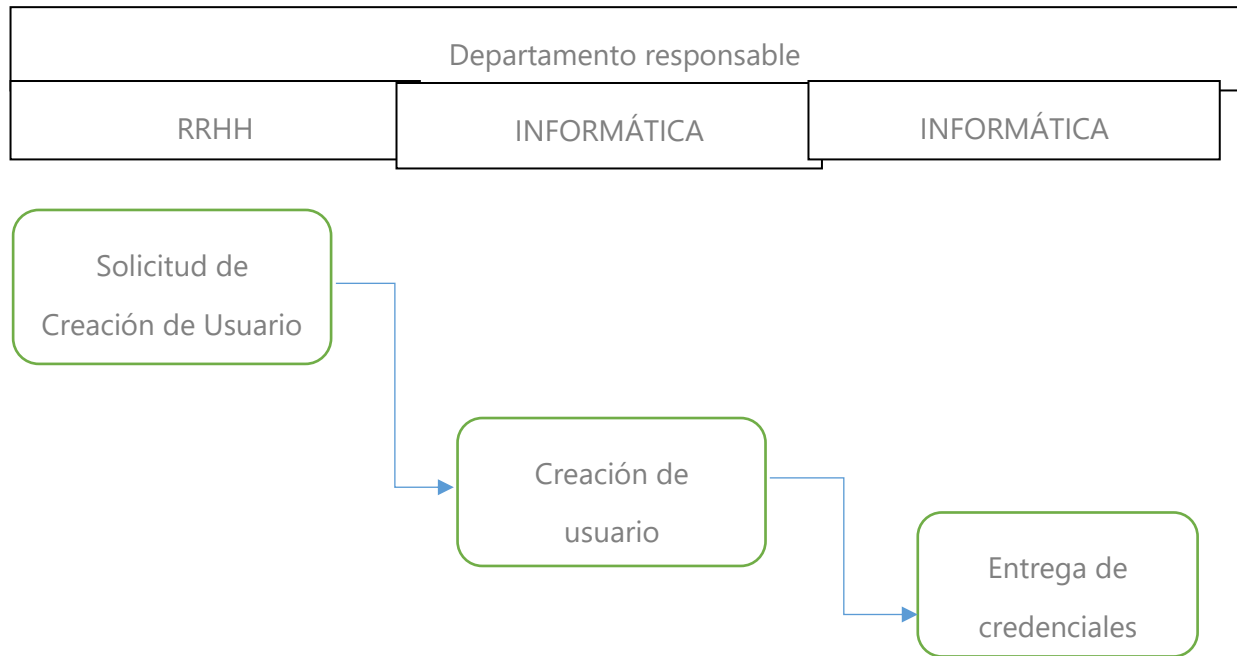 Departamento responsable
RRHH
INFORMÁTICA
INFORMÁTICA
Solicitud de
Creación de Usuario
Creación de
usuario
Entrega de
credenciales